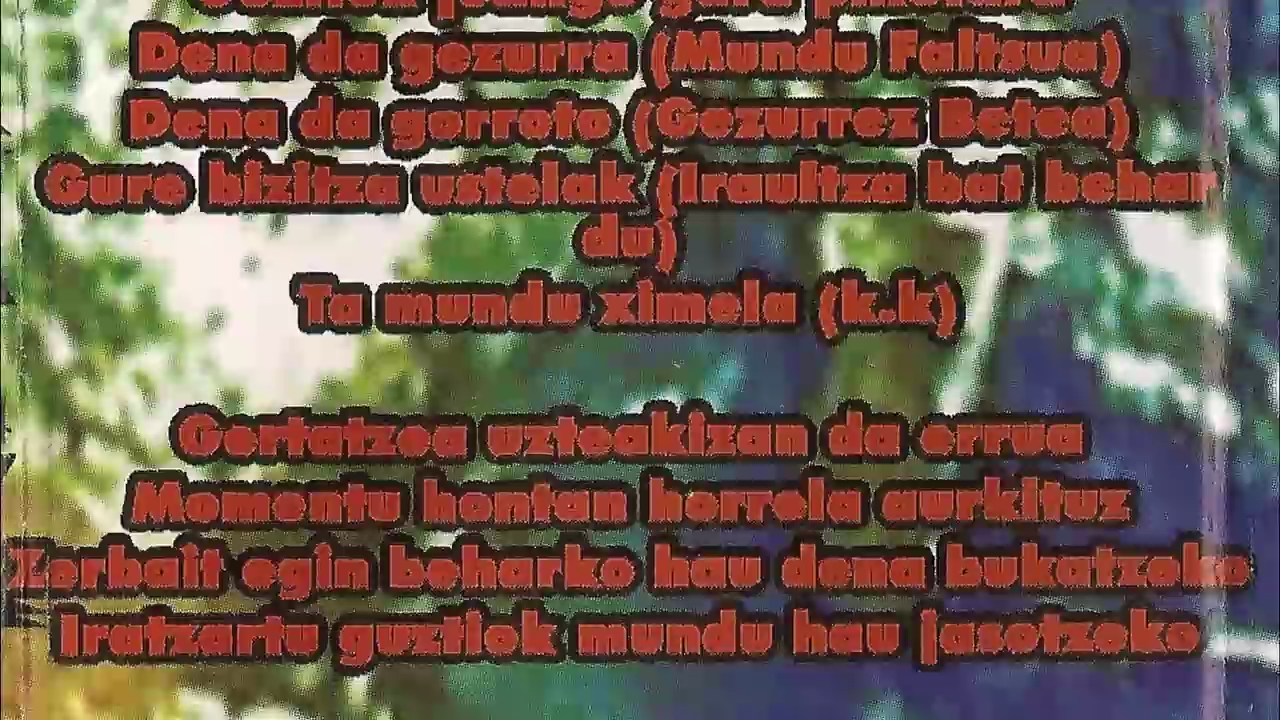 Dena da gezurra (Mundu Faltsua)
Dena da gorroto (Gezurrez Betea)
Gure bizitza ustelak (Iraultza bat behar
du)
Ta mundu ximela (k.k)
Gertatzea uzteakizan da errua
Momentu hontan horrela aurkituz
Zerbait egin beharko hau dena bukatzeko
Iratzartu guztiok mundu hau jasotzeko